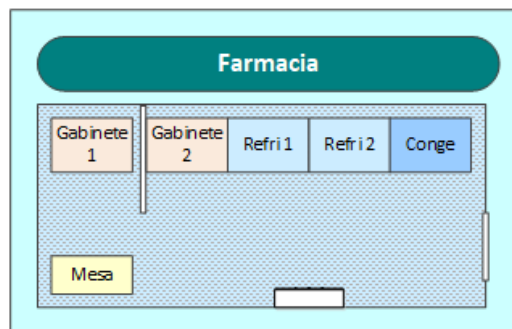 Farmacia
Gabinete
1
Gabinete
2
Refri 1
Refri 2
Conge
Mesa